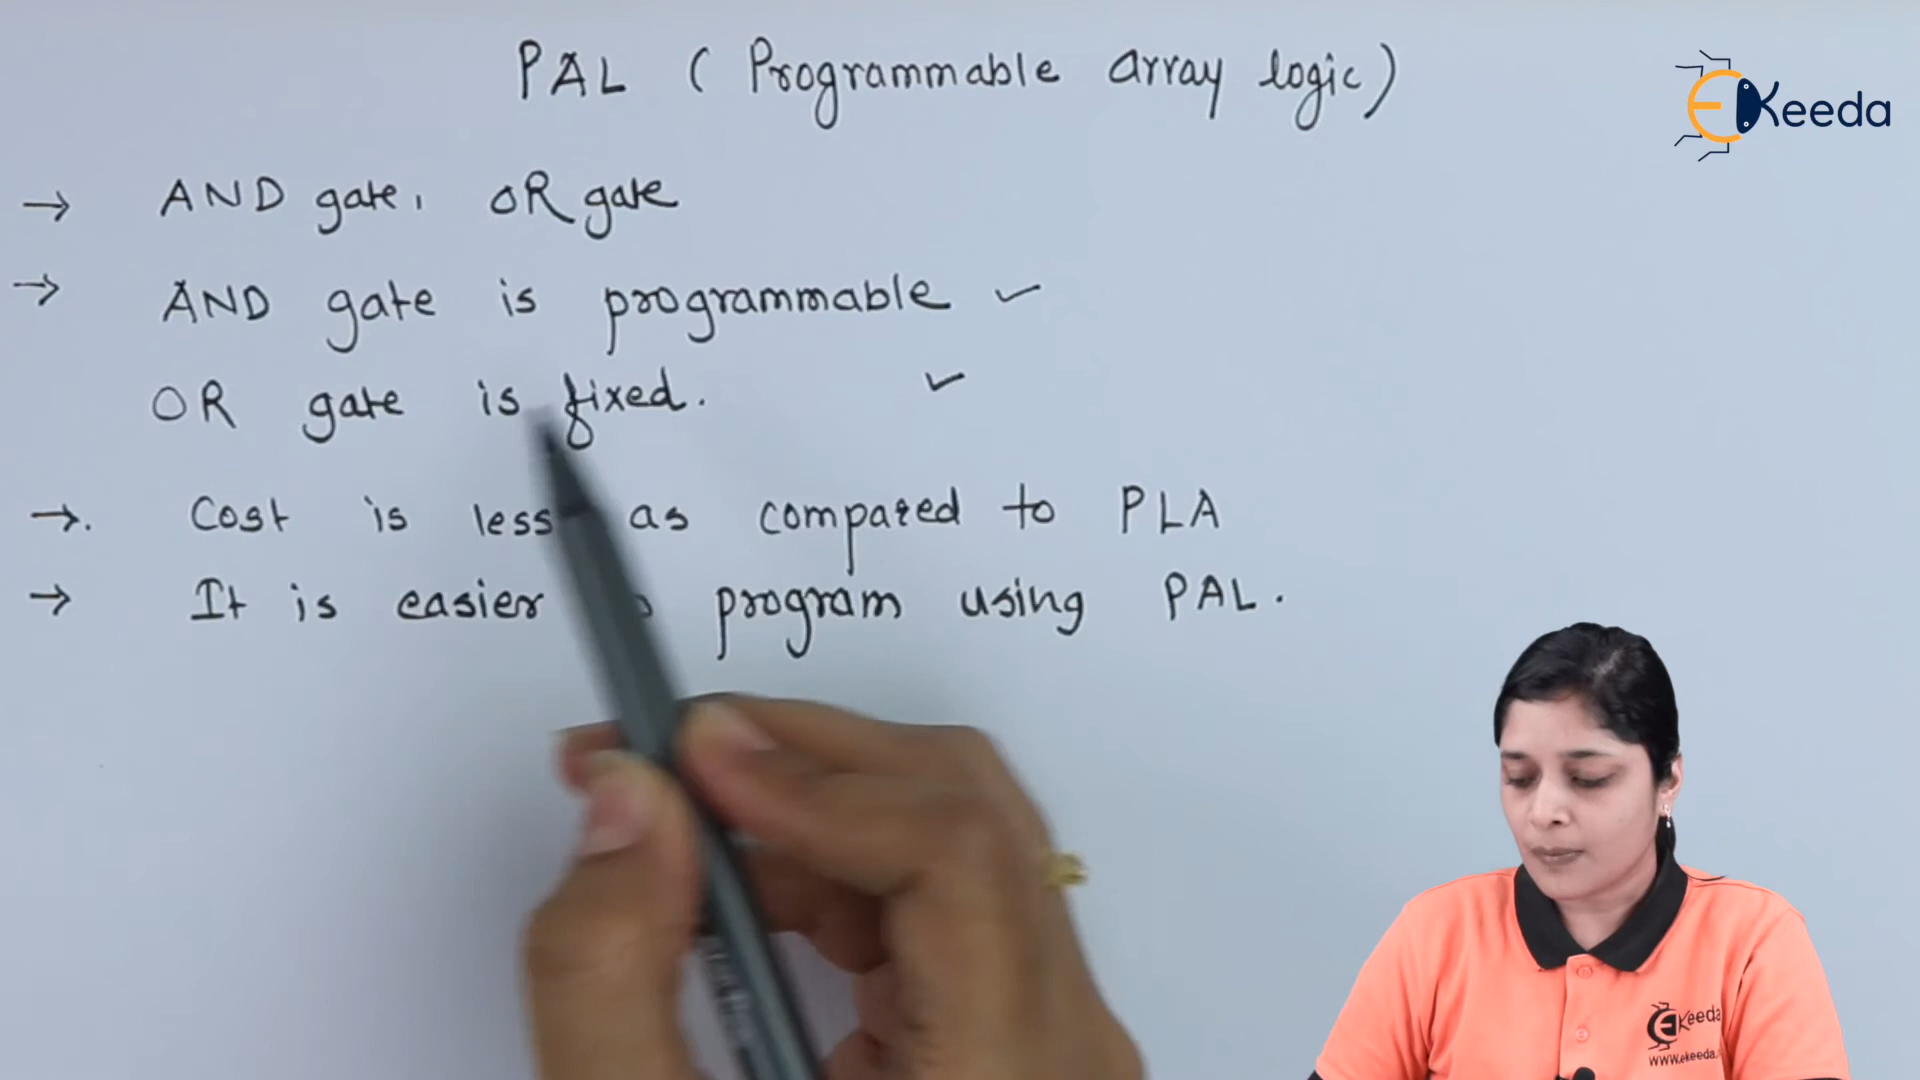 PAL ( Programmable array logic)
EKeeda
→ AND gate, OR gate
→ AND gate is programmable ✓
OR gate is fixed. ✓
→. Cost is less as compared to PLA
→ It is easier program using PAL.
EKeeda
www.ekeeda.